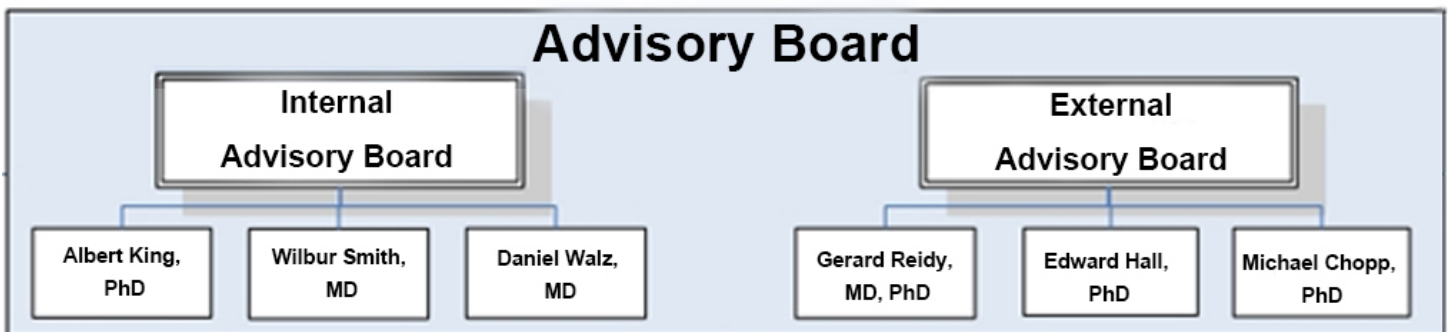 Advisory Board
Internal
Advisory Board
Albert King,
PhD
Wilbur Smith,
MD
Daniel Walz,
MD
External
Advisory Board
Gerard Reidy,
MD, PhD
Edward Hall,
PhD
Michael Chopp,
PhD